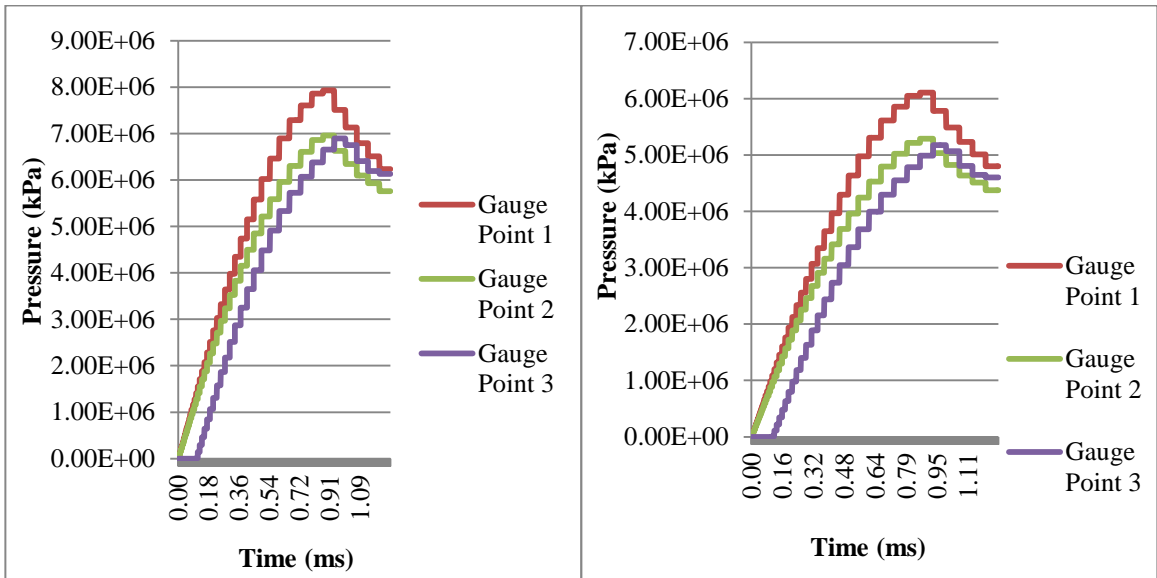 9.00E+06
8.00E+06
7.00E+06
6.00E+06
5.00E+06
4.00E+06
3.00E+06
2.00E+06
1.00E+06
0.00E+00
Pressure (kPa)
0.00
0.18
0.36
0.54
0.72
0.91
1.09
Time (ms)
Gauge
Point 1
Gauge
Point 2
Gauge
Point 3
7.00E+06
6.00E+06
5.00E+06
4.00E+06
3.00E+06
2.00E+06
1.00E+06
0.00E+00
Pressure (kPa)
0.00
0.16
0.32
0.48
0.64
0.79
0.95
1.11
Time (ms)
Gauge
Point 1
Gauge
Point 2
Gauge
Point 3